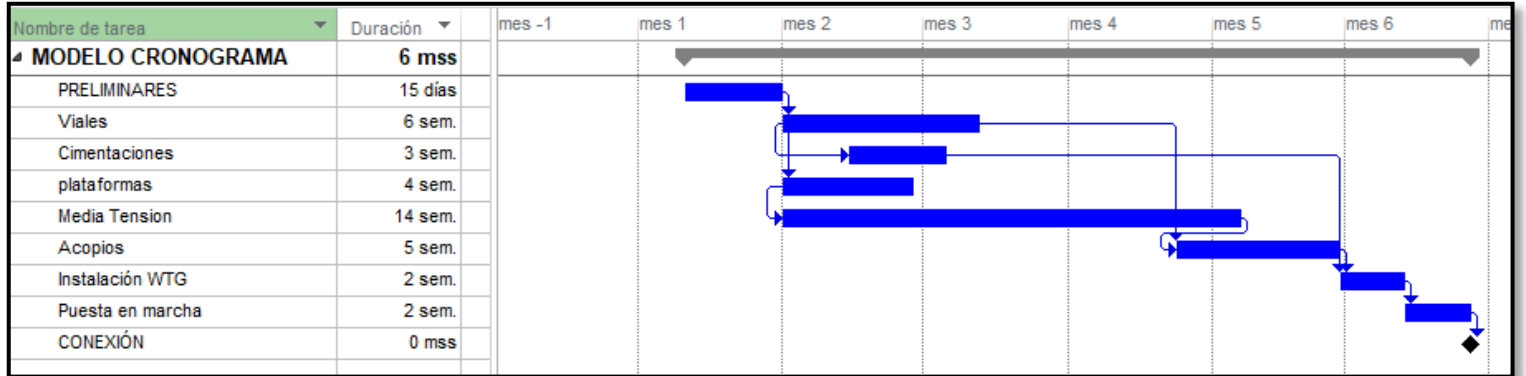 Nombre de tarea Duración mes -1 mes 1 mes 2 mes 3 mes 4 mes 5 mes 6 me
MODELO CRONOGRAMA 6 mss
PRELIMINARES 15 días
Viales 6 sem.
Cimentaciones 3 sem.
plataformas 4 sem.
Media Tension 14 sem.
Acopios 5 sem.
Instalación WTG 2 sem.
Puesta en marcha 2 sem.
CONEXIÓN 0 mss